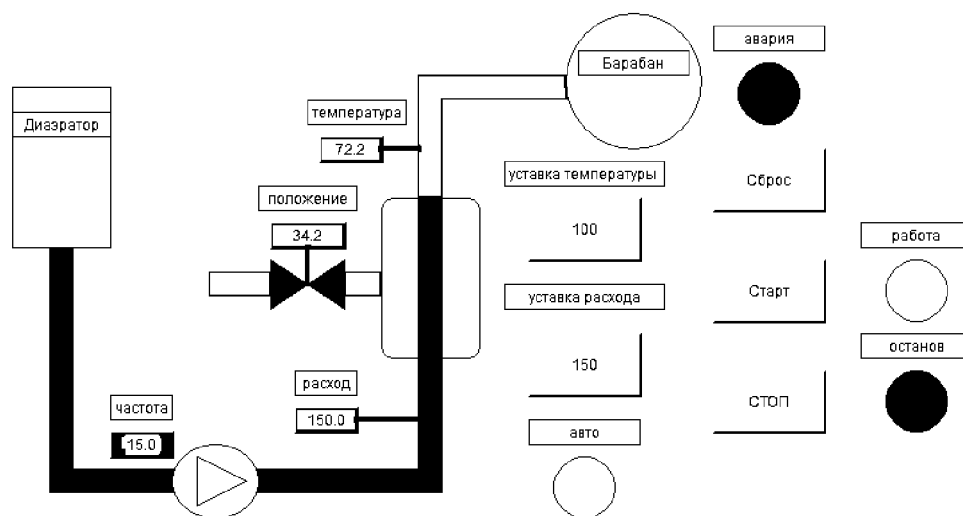 авария
Барабан
Диаэратор
температура
72.2
уставка температуры
Сброс
положение
34.2
100
работа
уставка расхода
Старт
останов
150
расход
150.0
СТОП
частота
15.0
авто